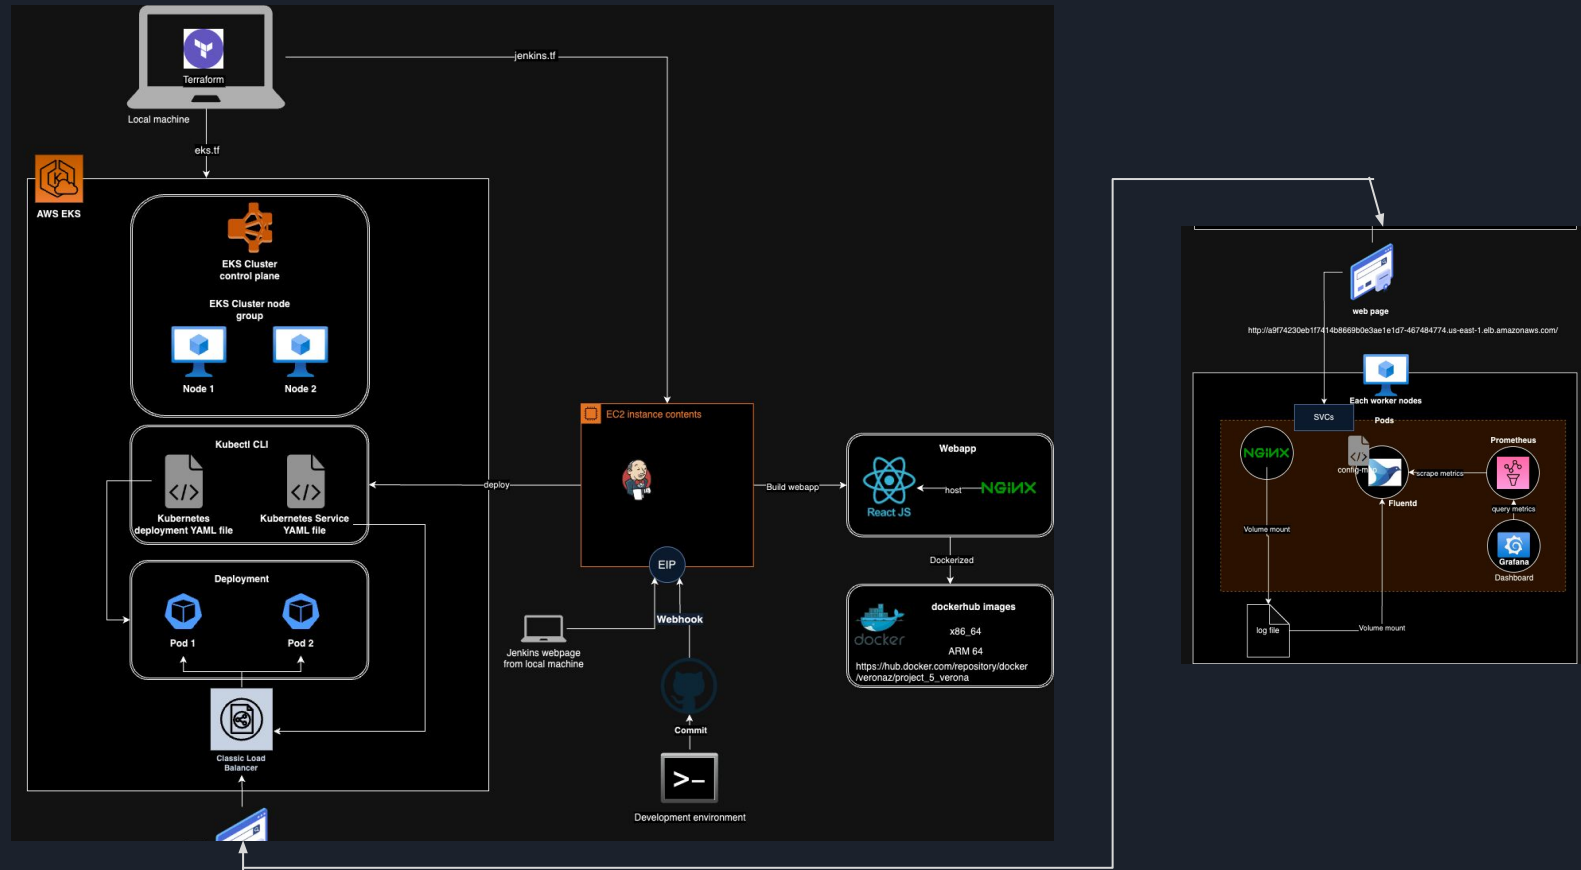 Terraform
Local machine
jenkins.tf
eks.tf
AWS EKS
EKS Cluster
control plane
EKS Cluster node
group
Node 1
Node 2
Kubectl CLI
Kubernetes
deployment YAML file
Kubernetes Service
YAML file
deploy
Deployment
Pod 1
Pod 2
Classic Load
Balancer
EC2 instance contents
EIP
Build webapp
Webapp
React JS
host
NGINX
Dockerized
dockerhub images
docker
x86_64
ARM 64
https://hub.docker.com/repository/docker
/veronaz/project_5_verona
Jenkins webpage
from local machine
Webhook
Commit
>_
Development environment
web page
http://a9f74230eb1f7414b8669b0e3ae1e1d7-467484774.us-east-1.elb.amazonaws.com/
Each worker nodes
SVCs
Pods
NGINX
config-map
Fluentd
scrape metrics
Prometheus
query metrics
Grafana
Dashboard
Volume mount
log file
Volume mount